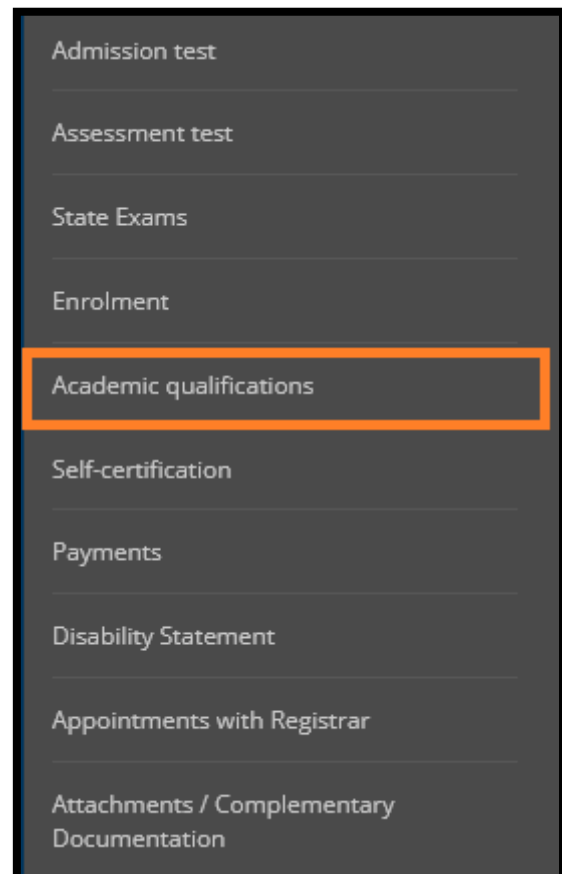 Admission test
Assessment test
State Exams
Enrolment
Academic qualifications
Self-certification
Payments
Disability Statement
Appointments with Registrar
Attachments / Complementary
Documentation